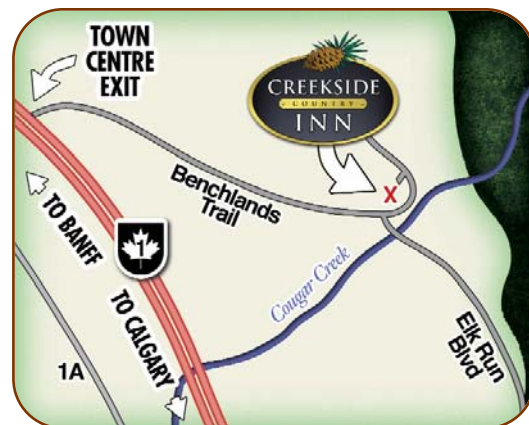 TOWN
CENTRE
EXIT
CREEKSIDE
COUNTRY
INN
Benchlands
Trail
X
TO BANFF
1
Cougar Creek
TO CALGARY
Elk Run
Blvd
1A